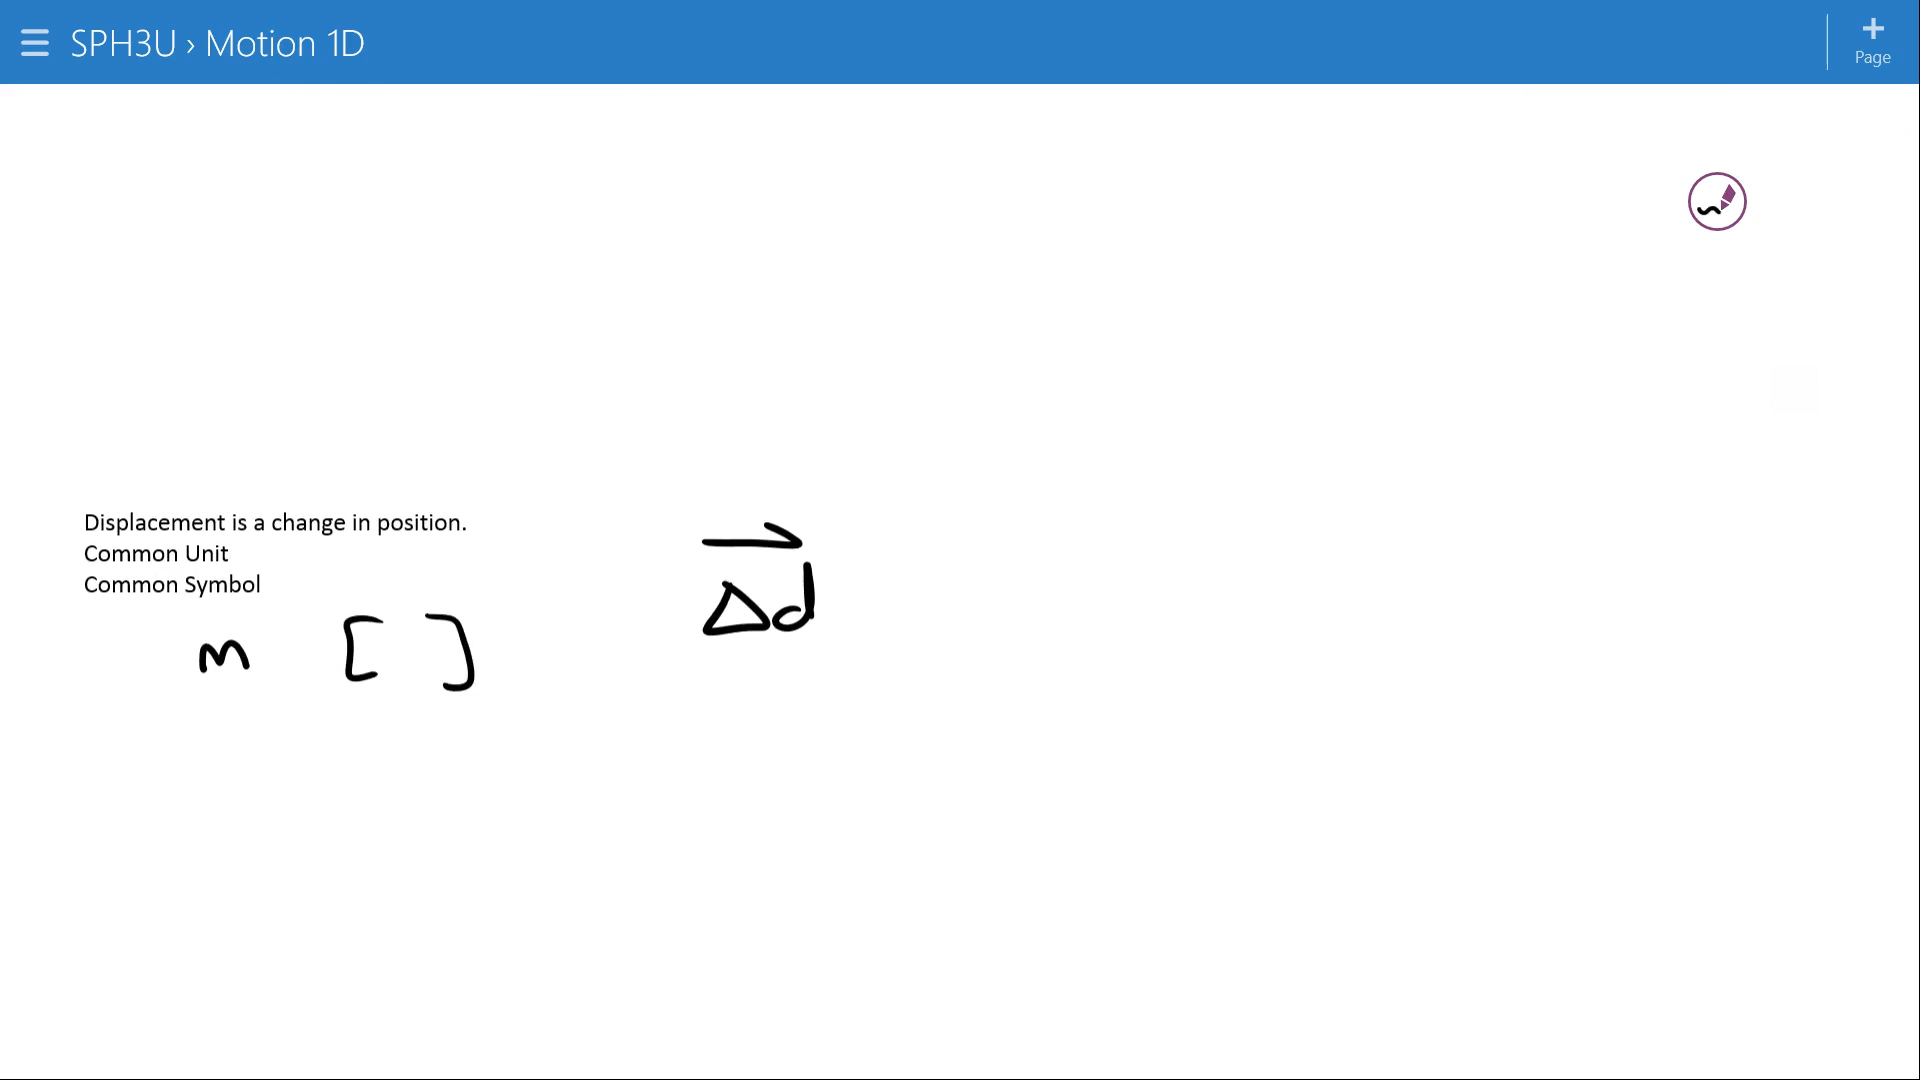 SPH3U › Motion 1D
Page
Displacement is a change in position.
Common Unit
Common Symbol
m [ ]
→
Δd